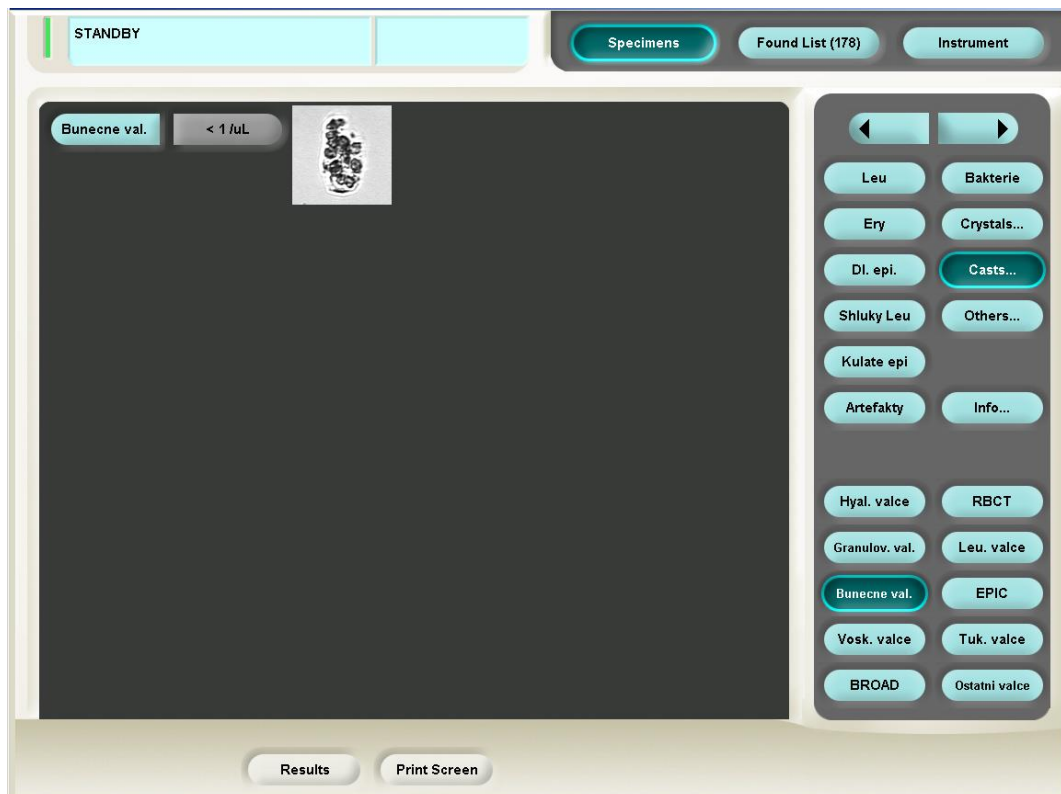 STANDBY
Specimens
Found List (178)
Instrument
Bunecne val.
< 1 /uL
Leu
Bakterie
Ery
Crystals...
Dl. epi.
Casts...
Shluky Leu
Others...
Kulate epi
Artefakty
Info...
Hyal. valce
RBCT
Granulov. val.
Leu. valce
Bunecne val.
EPIC
Vosk. valce
Tuk. valce
BROAD
Ostatni valce
Results
Print Screen